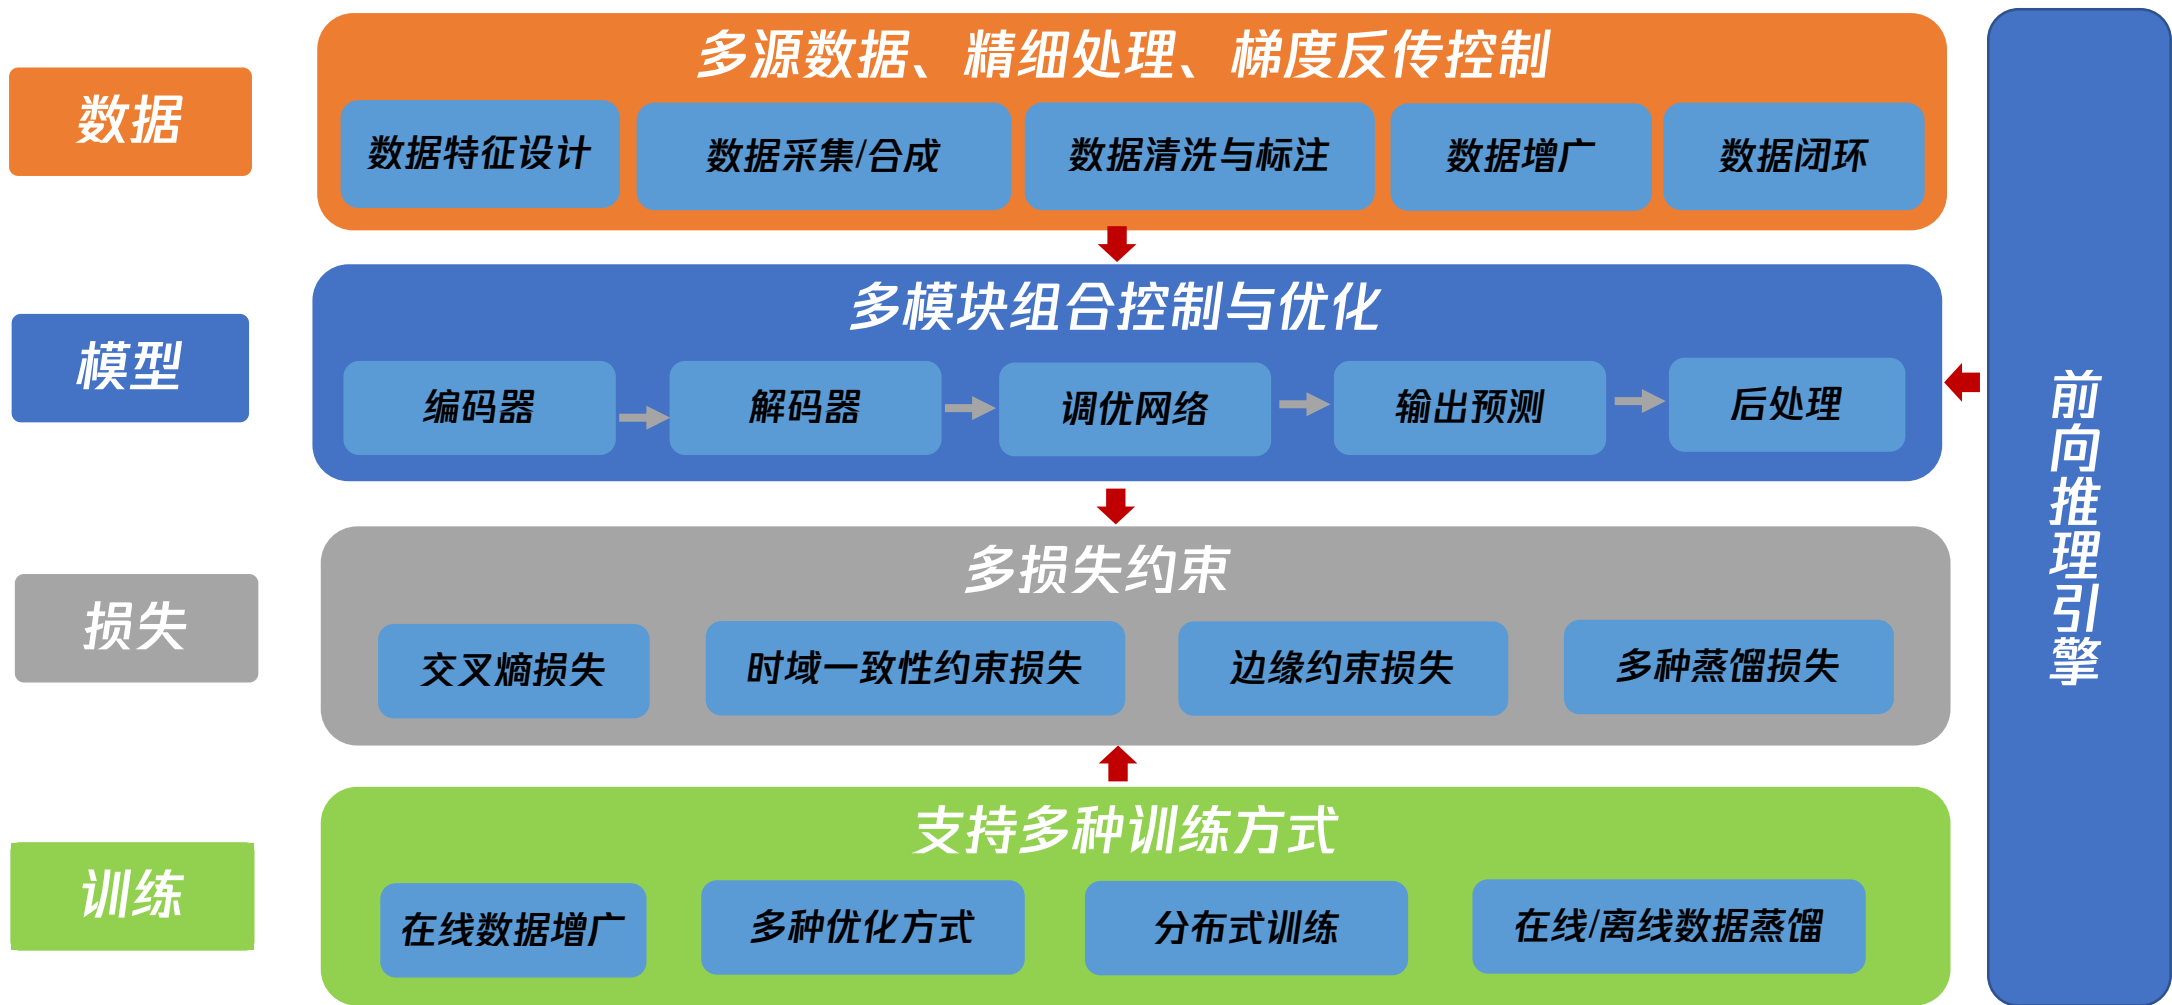 数据
多源数据、精细处理、梯度反传控制
数据特征设计
数据采集/合成
数据清洗与标注
数据增广
数据闭环
模型
多模块组合控制与优化
编码器
解码器
调优网络
输出预测
后处理
损失
多损失约束
交叉熵损失
时域一致性约束损失
边缘约束损失
多种蒸馏损失
训练
支持多种训练方式
在线数据增广
多种优化方式
分布式训练
在线/离线数据蒸馏
前向推理引擎